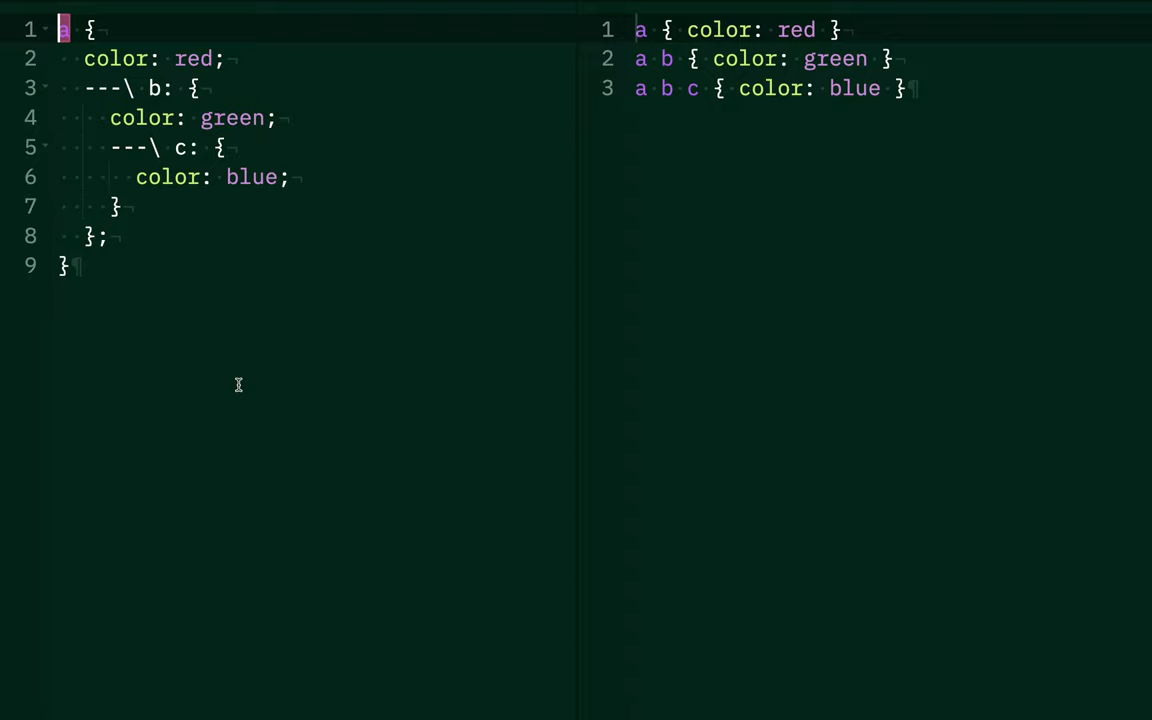 1 a {
2 color: red;
3 ---\ b: {
4 color: green;
5 ---\ c: {
6 color: blue;
7 }
8 };
9 }
1 a { color: red }
2 a b { color: green }
3 a b c { color: blue }